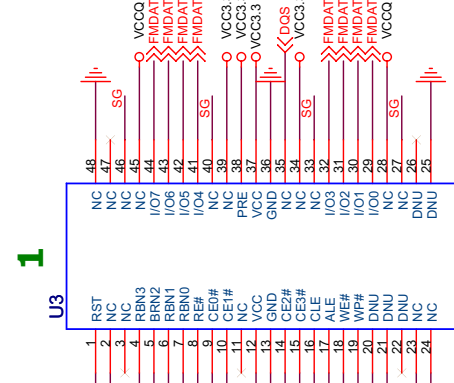 VCCQ
FMDAT
FMDAT
FMDAT
FMDAT
VCC3.
VCC3.
VCC3.3
DQS
VCC3.
FMDAT
FMDAT
FMDAT
FMDAT
VCCQ
SG
SG
SG
SG
48
47
46
45
44
43
42
41
40
39
38
37
36
35
34
33
32
31
30
29
28
27
26
25
NC
NC
NC
NC
I/O7
I/O6
I/O5
I/O4
NC
NC
PRE
VCC
GND
NC
NC
NC
I/O3
I/O2
I/O1
I/O0
NC
NC
DNU
DNU
1
U3
RST
NC
NC
RBN3
BRN2
RBN1
RBN0
RE#
CE0#
CE1#
NC
VCC
GND
CE2#
CE3#
CLE
ALE
WE#
WP#
DNU
DNU
DNU
NC
NC
1
2
3
4
5
6
7
8
9
10
11
12
13
14
15
16
17
18
19
20
21
22
23
24